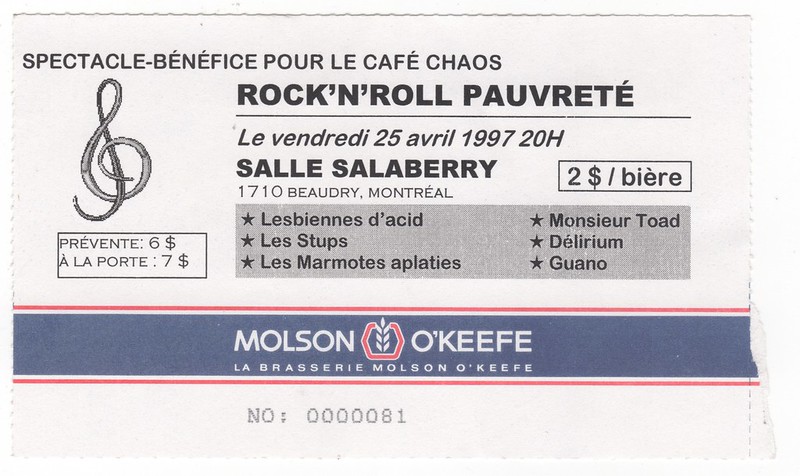 SPECTACLE-BÉNÉFICE POUR LE CAFÉ CHAOS
ROCK'N'ROLL PAUVRETÉ
Le vendredi 25 avril 1997 20H
SALLE SALABERRY
1710 BEAUDRY, MONTRÉAL
2 $ / bière
PRÉVENTE: 6 $
À LA PORTE : 7 $
★ Lesbiennes d'acid
★ Les Stups
★ Les Marmotes aplaties
★ Monsieur Toad
★ Délirium
★ Guano
MOLSON O'KEEFE
LA BRASSERIE MOLSON O'KEEFE
NO: 0000081